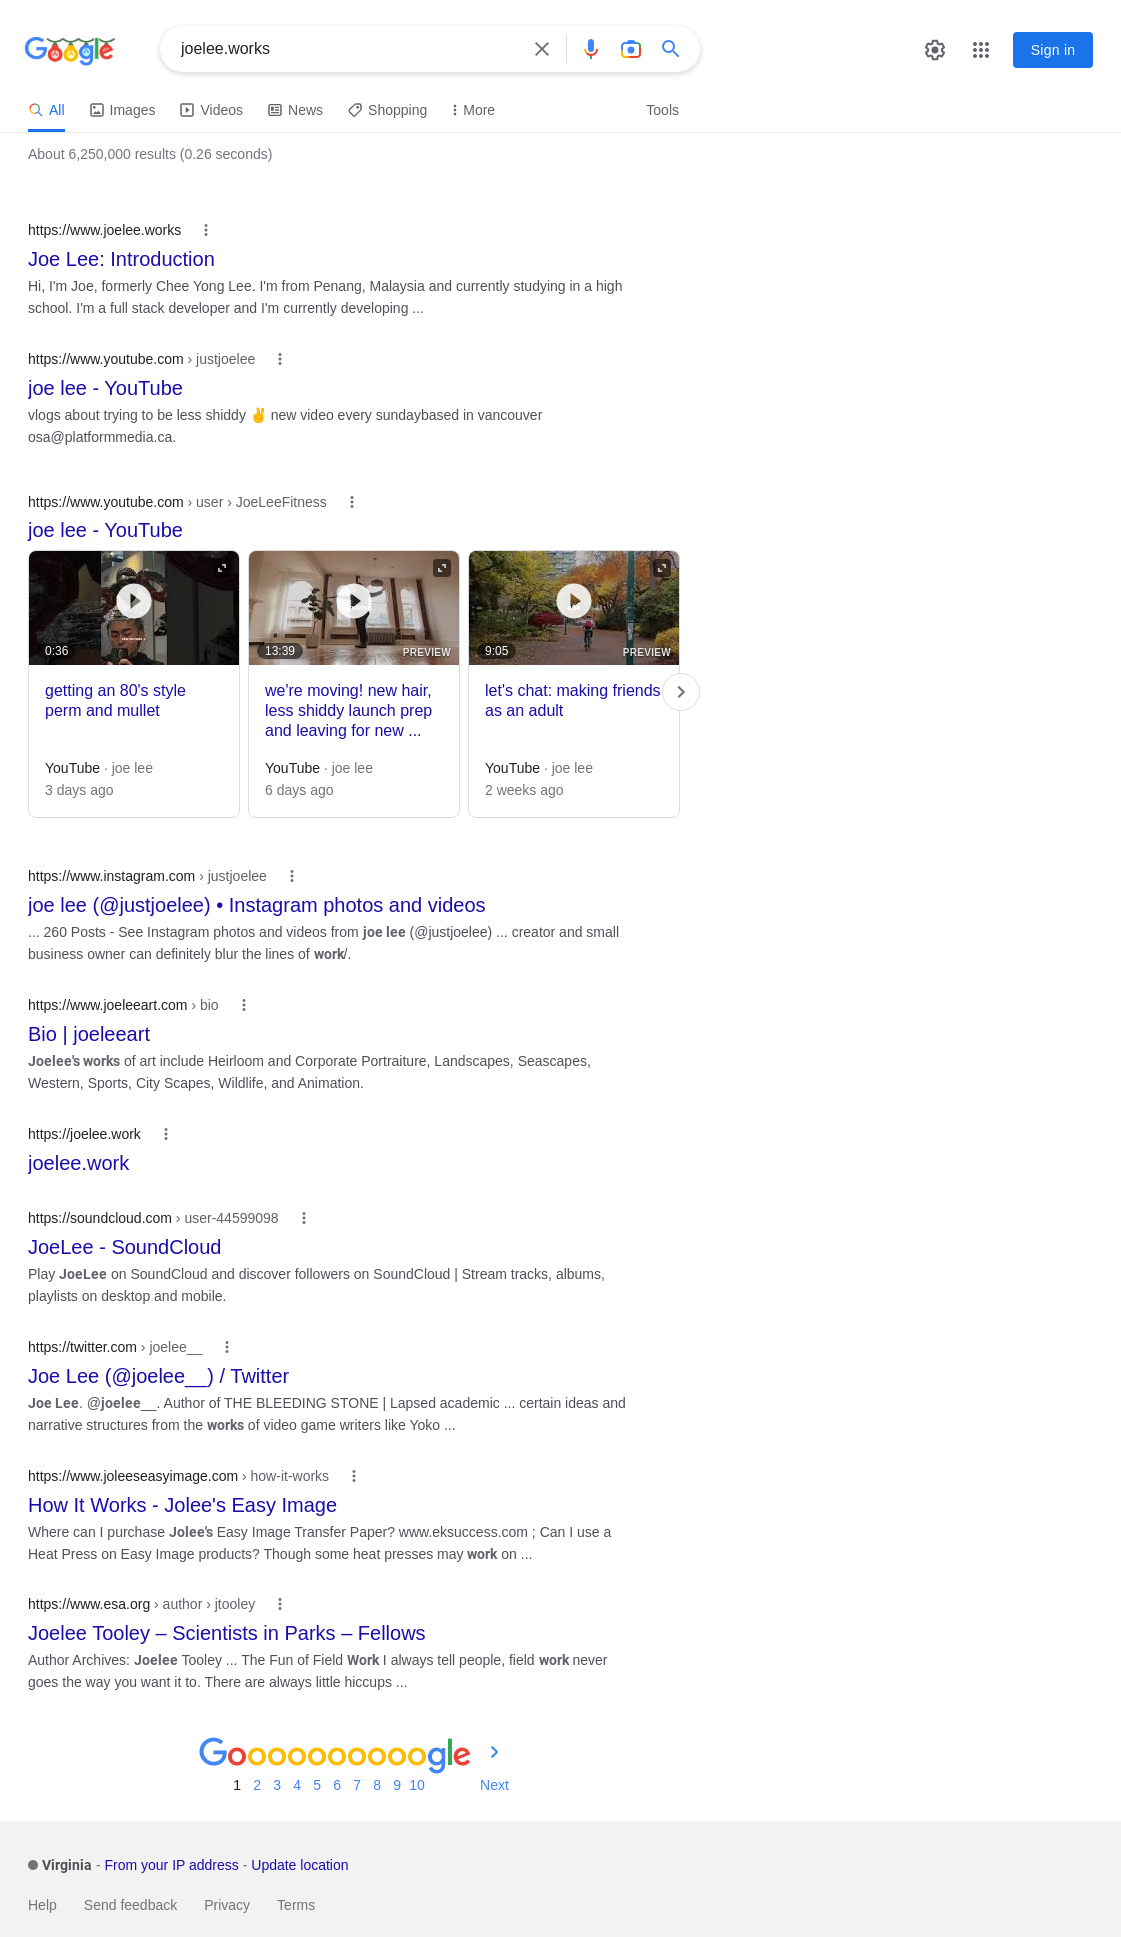 Google
joelee.works
Sign in
All Images Videos News Shopping More Tools
About 6,250,000 results (0.26 seconds)
https://www.joelee.works
Joe Lee: Introduction
Hi, I'm Joe, formerly Chee Yong Lee. I'm from Penang, Malaysia and currently studying in a high
school. I'm a full stack developer and I'm currently developing ...
https://www.youtube.com › justjoelee
joe lee - YouTube
vlogs about trying to be less shiddy ✌️ new video every sundaybased in vancouver
osa@platformmedia.ca.
https://www.youtube.com › user › JoeLeeFitness
joe lee - YouTube
0:36
13:39 PREVIEW
9:05 PREVIEW
getting an 80's style
perm and mullet
YouTube · joe lee
3 days ago
we're moving! new hair,
less shiddy launch prep
and leaving for new ...
YouTube · joe lee
6 days ago
let's chat: making friends
as an adult
YouTube · joe lee
2 weeks ago
https://www.instagram.com › justjoelee
joe lee (@justjoelee) • Instagram photos and videos
... 260 Posts - See Instagram photos and videos from joe lee (@justjoelee) ... creator and small
business owner can definitely blur the lines of work/.
https://www.joeleeart.com › bio
Bio | joeleeart
Joelee's works of art include Heirloom and Corporate Portraiture, Landscapes, Seascapes,
Western, Sports, City Scapes, Wildlife, and Animation.
https://joelee.work
joelee.work
https://soundcloud.com › user-44599098
JoeLee - SoundCloud
Play JoeLee on SoundCloud and discover followers on SoundCloud | Stream tracks, albums,
playlists on desktop and mobile.
https://twitter.com › joelee__
Joe Lee (@joelee__) / Twitter
Joe Lee. @joelee__. Author of THE BLEEDING STONE | Lapsed academic ... certain ideas and
narrative structures from the works of video game writers like Yoko ...
https://www.joleeseasyimage.com › how-it-works
How It Works - Jolee's Easy Image
Where can I purchase Jolee's Easy Image Transfer Paper? www.eksuccess.com ; Can I use a
Heat Press on Easy Image products? Though some heat presses may work on ...
https://www.esa.org › author › jtooley
Joelee Tooley – Scientists in Parks – Fellows
Author Archives: Joelee Tooley ... The Fun of Field Work I always tell people, field work never
goes the way you want it to. There are always little hiccups ...
Goooooooooogle
1 2 3 4 5 6 7 8 9 10 Next
Virginia - From your IP address - Update location
Help Send feedback Privacy Terms